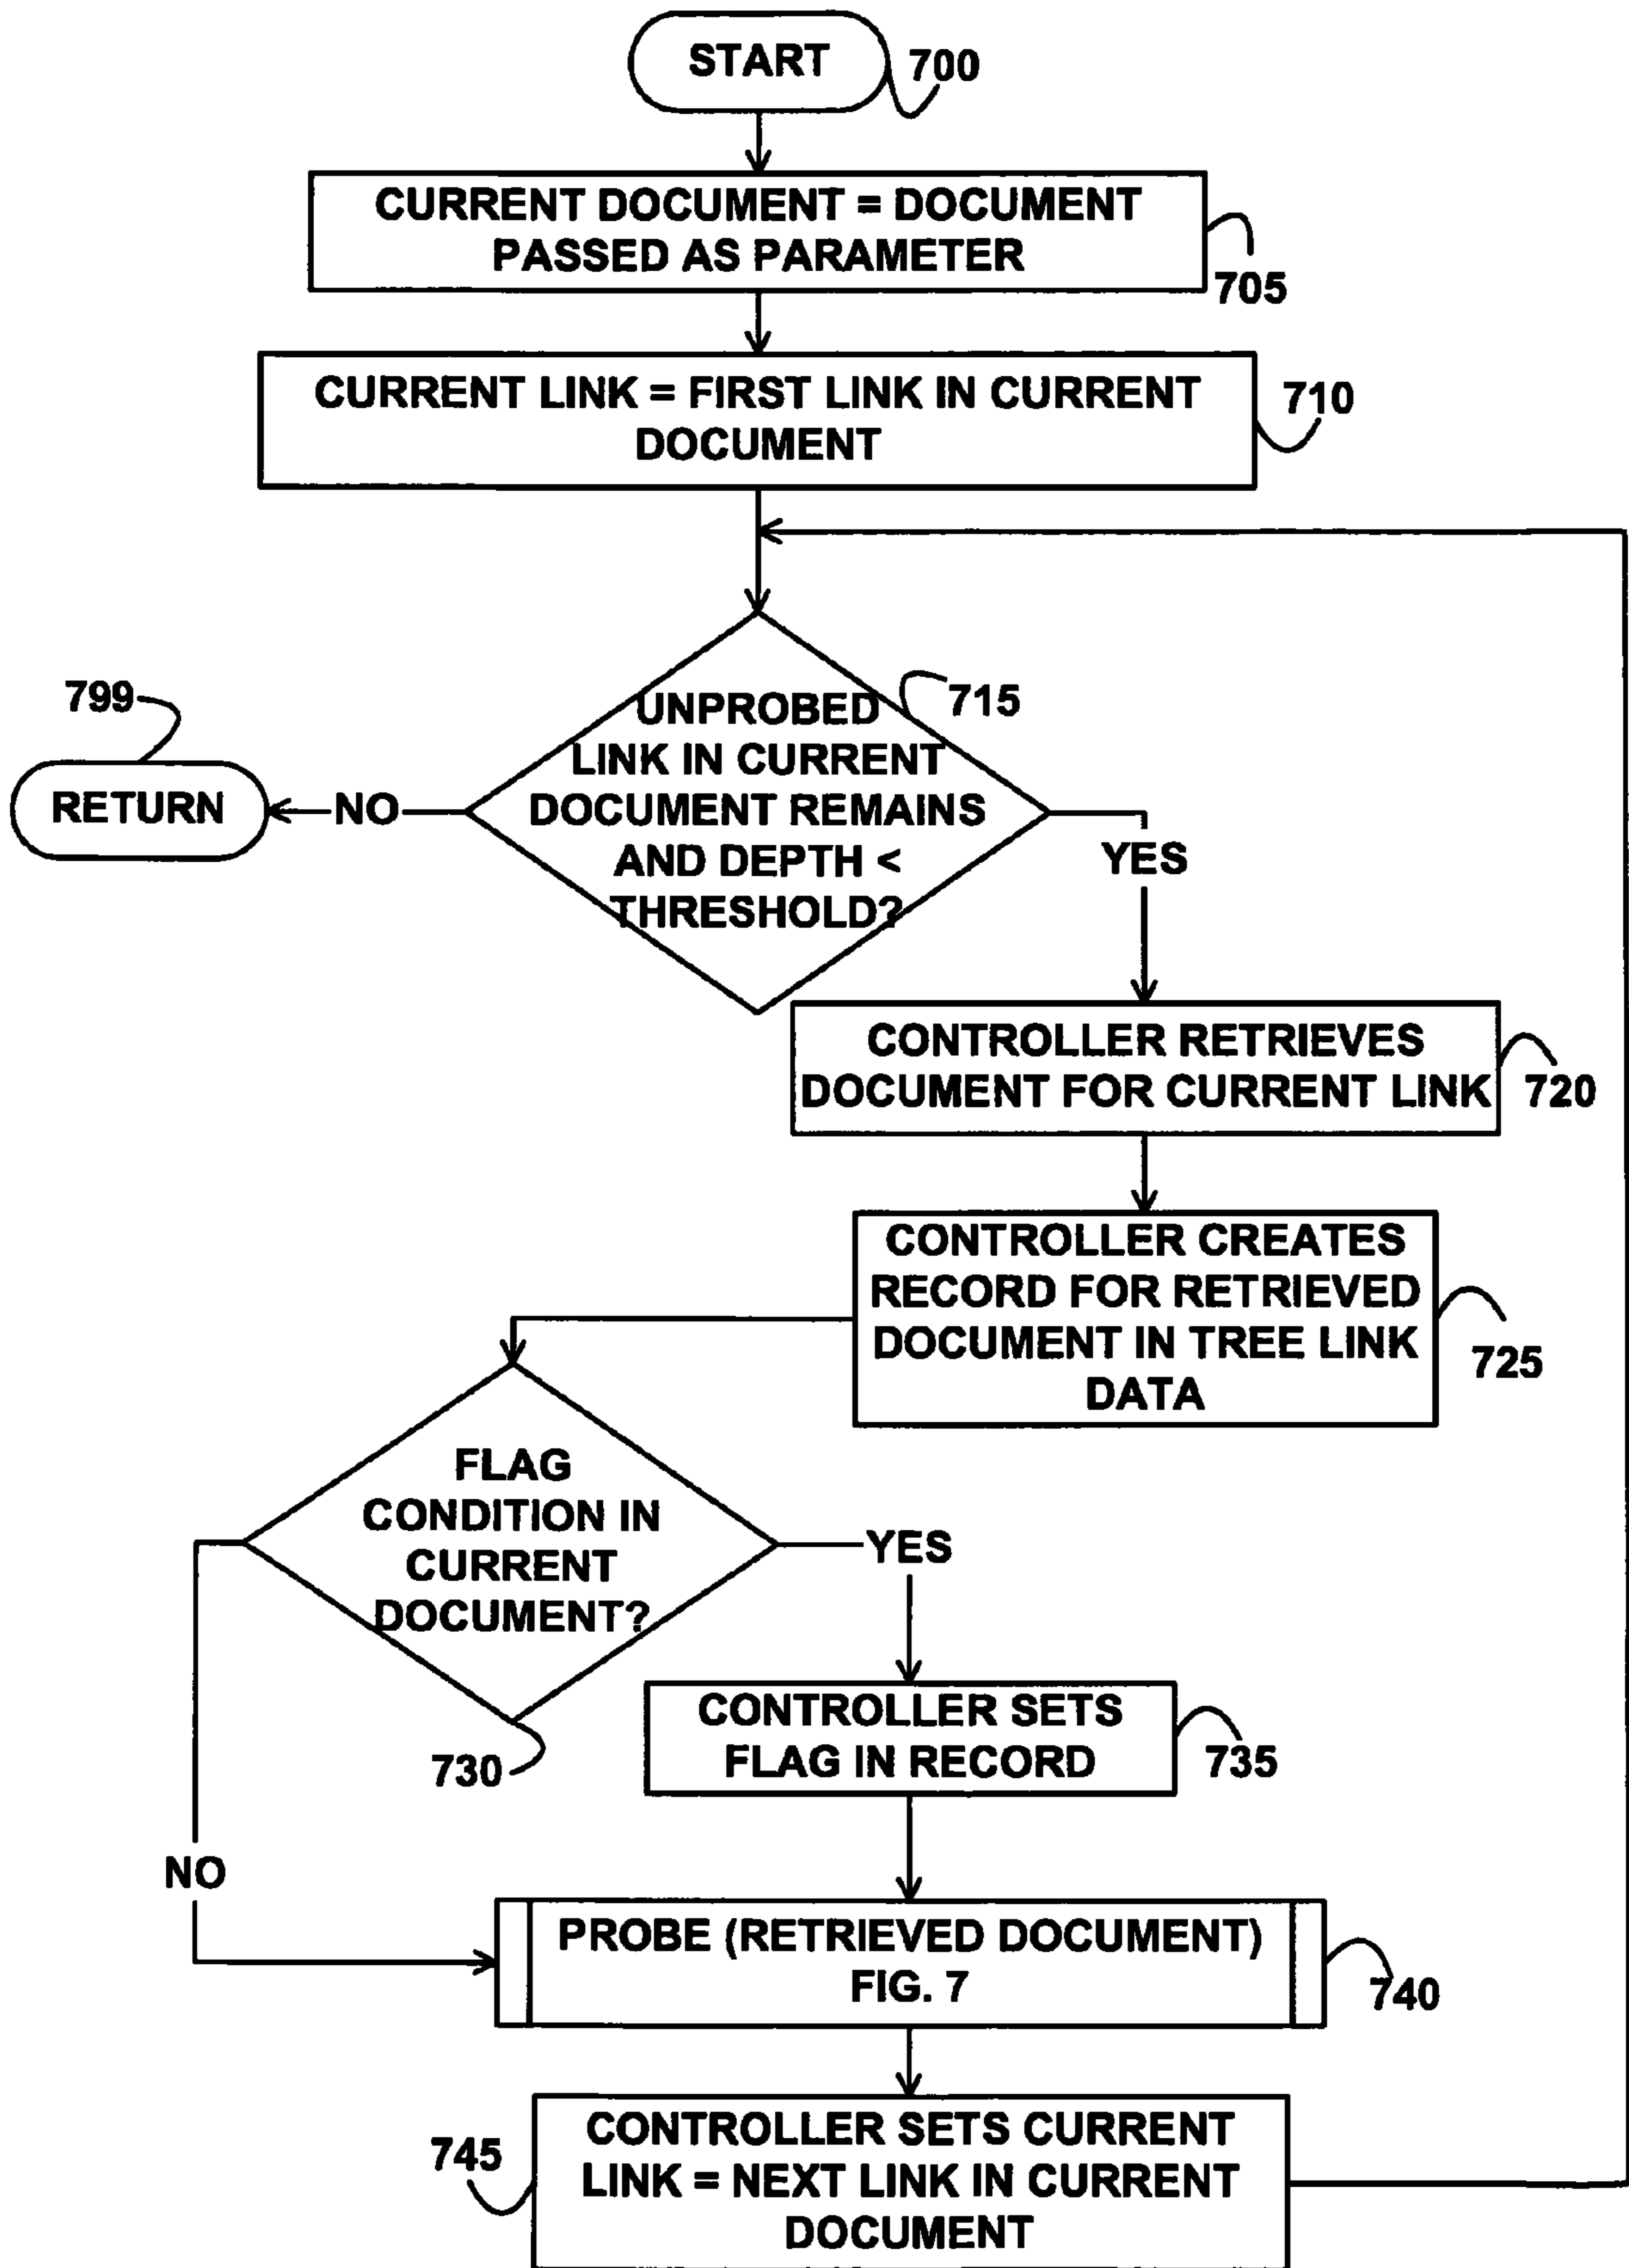 START
700
CURRENT DOCUMENT = DOCUMENT
PASSED AS PARAMETER
705
CURRENT LINK = FIRST LINK IN CURRENT
DOCUMENT
710
UNPROBED
LINK IN CURRENT
DOCUMENT REMAINS
AND DEPTH <
THRESHOLD?
715
799
RETURN
NO
YES
CONTROLLER RETRIEVES
DOCUMENT FOR CURRENT LINK
720
CONTROLLER CREATES
RECORD FOR RETRIEVED
DOCUMENT IN TREE LINK
DATA
725
FLAG
CONDITION IN
CURRENT
DOCUMENT?
730
YES
CONTROLLER SETS
FLAG IN RECORD
735
NO
PROBE (RETRIEVED DOCUMENT)
FIG. 7
740
CONTROLLER SETS CURRENT
LINK = NEXT LINK IN CURRENT
DOCUMENT
745